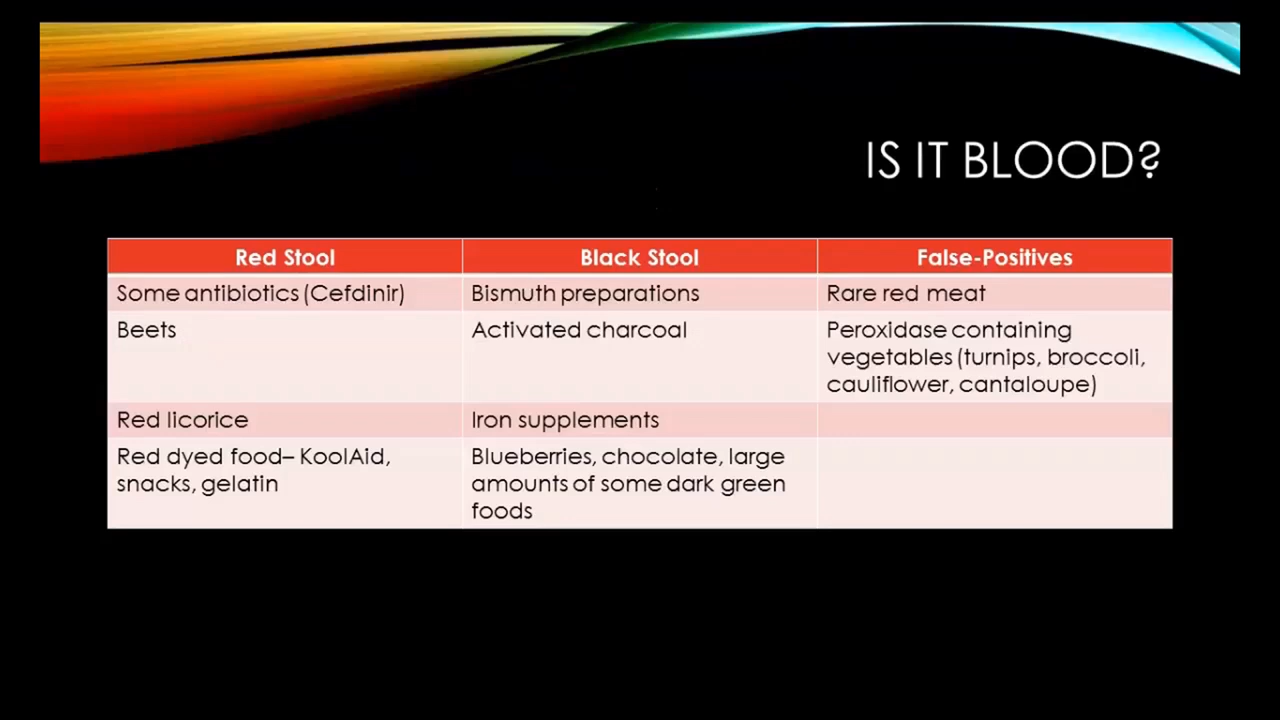 IS IT BLOOD?
Red Stool
Black Stool
False-Positives
Some antibiotics (Cefdinir)
Bismuth preparations
Rare red meat
Beets
Activated charcoal
Peroxidase containing
vegetables (turnips, broccoli,
cauliflower, cantaloupe)
Red licorice
Iron supplements
Red dyed food– KoolAid,
snacks, gelatin
Blueberries, chocolate, large
amounts of some dark green
foods